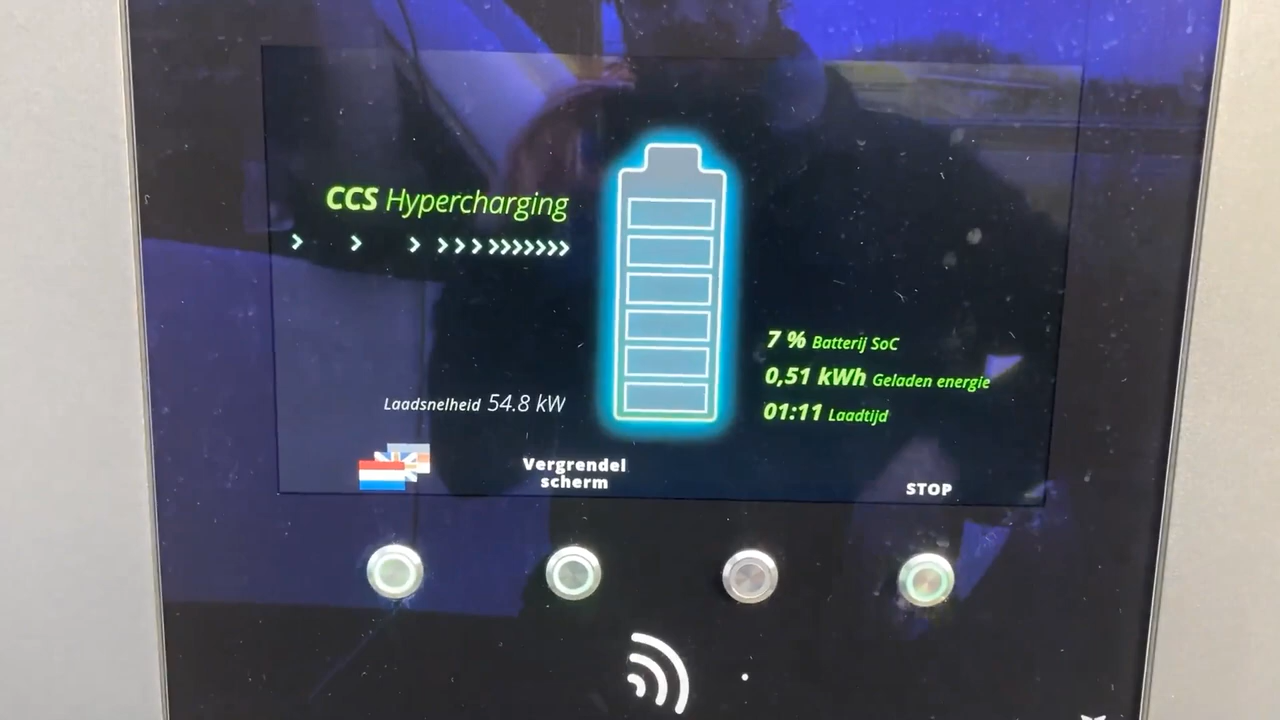 CCS Hypercharging
Laadsnelheid 54.8 kW
7 % Batterij SoC
0,51 kWh Geladen energie
01:11 Laadtijd
Vergrendel
scherm
STOP